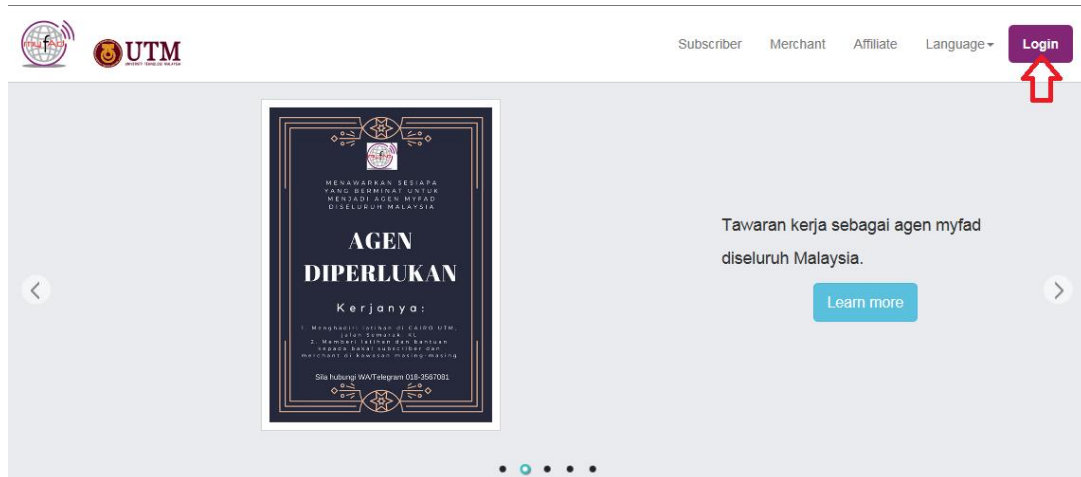 myfAd
UTM
UNIVERSITI TEKNOLOGI MALAYSIA
Subscriber Merchant Affiliate Language Login
MENAWARKAN SESIAPA
YANG BERMINAT UNTUK
MENJADI AGEN MYFAD
DISELURUH MALAYSIA
AGEN
DIPERLUKAN
Kerjanya:
1. Menghadiri latihan di CAIRO UTM,
jalan Semarak, KL
2. Memberi latihan dan bantuan
kepada bakal subscriber dan
merchant di kawasan masing-masing
Sila hubungi WA/Telegram 018-3567081
Tawaran kerja sebagai agen myfad
diseluruh Malaysia.
Learn more